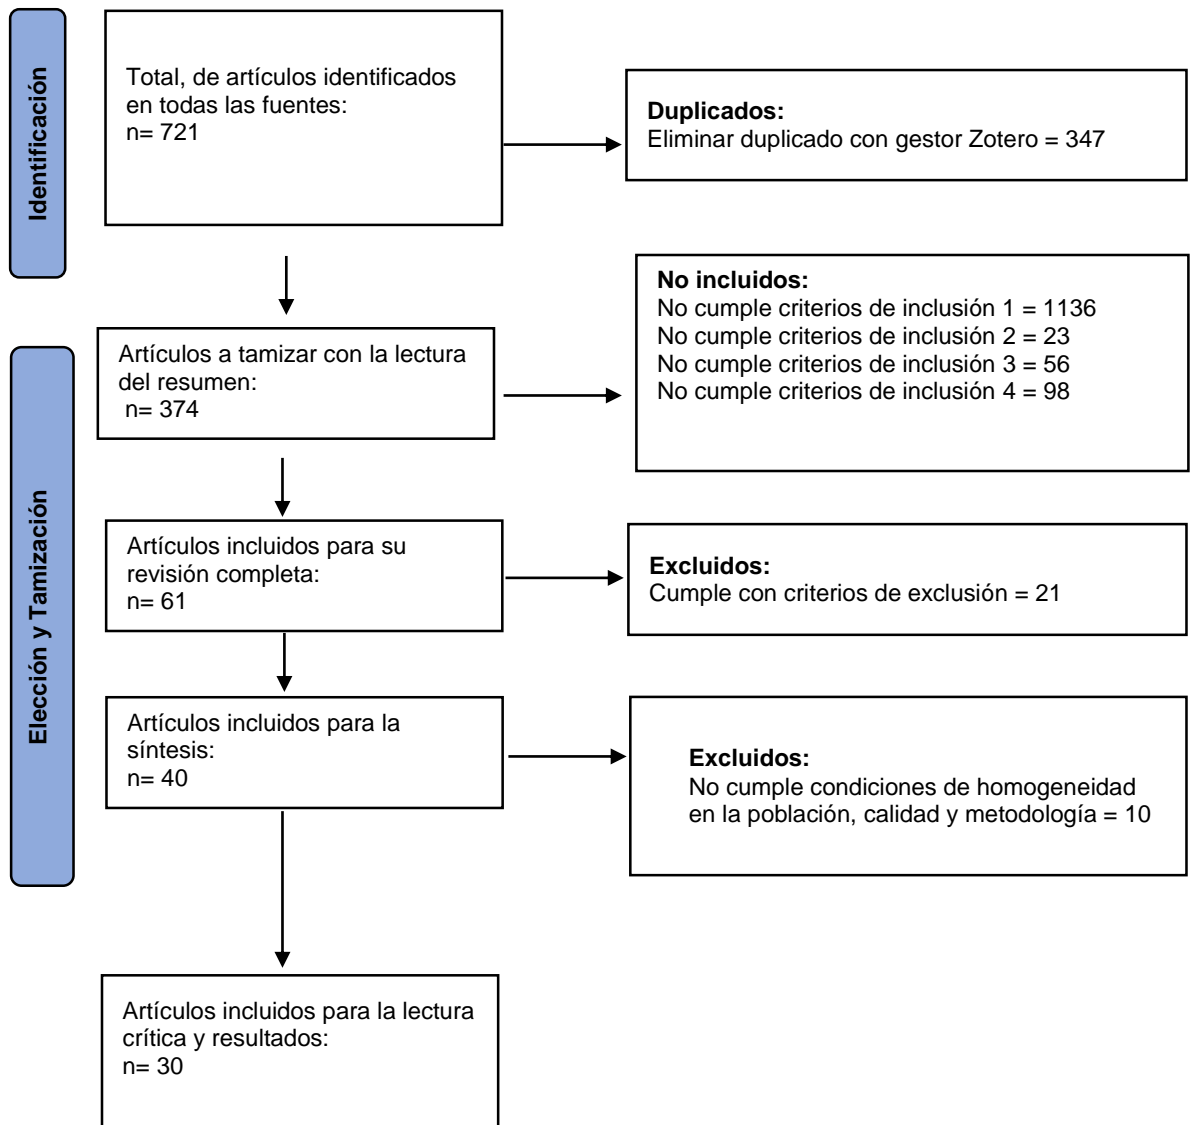 Identificación
Total, de artículos identificados
en todas las fuentes:
n= 721
Duplicados:
Eliminar duplicado con gestor Zotero = 347
No incluidos:
No cumple criterios de inclusión 1 = 1136
No cumple criterios de inclusión 2 = 23
No cumple criterios de inclusión 3 = 56
No cumple criterios de inclusión 4 = 98
Elección y Tamización
Artículos a tamizar con la lectura
del resumen:
n= 374
Artículos incluidos para su
revisión completa:
n= 61
Excluidos:
Cumple con criterios de exclusión = 21
Artículos incluidos para la
síntesis:
n= 40
Excluidos:
No cumple condiciones de homogeneidad
en la población, calidad y metodología = 10
Artículos incluidos para la lectura
crítica y resultados:
n= 30